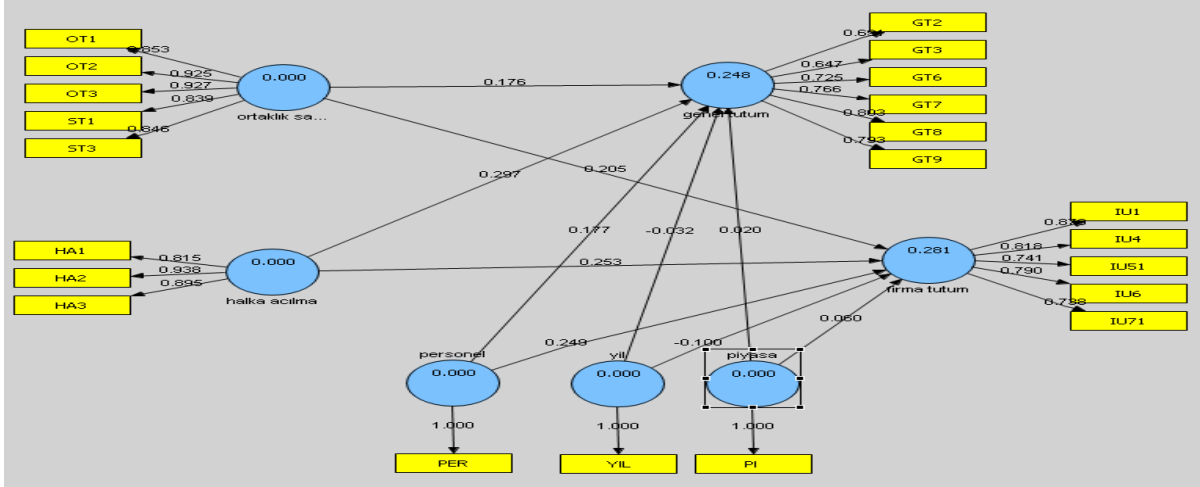 OT1
OT2
OT3
ST1
ST3
0.853
0.925
0.927
0.839
0.846
0.000
ortaklık sa...
HA1
HA2
HA3
0.815
0.938
0.895
0.000
halka acılma
0.176
0.297
0.205
0.253
0.177
-0.032
0.020
0.249
-0.100
0.060
0.248
genel tutum
0.647
0.725
0.766
0.803
0.793
GT2
GT3
GT6
GT7
GT8
GT9
0.281
firma tutum
0.818
0.741
0.790
0.738
IU1
IU4
IU51
IU6
IU71
personel
0.000
1.000
PER
yil
0.000
1.000
YIL
piyasa
0.000
1.000
PI